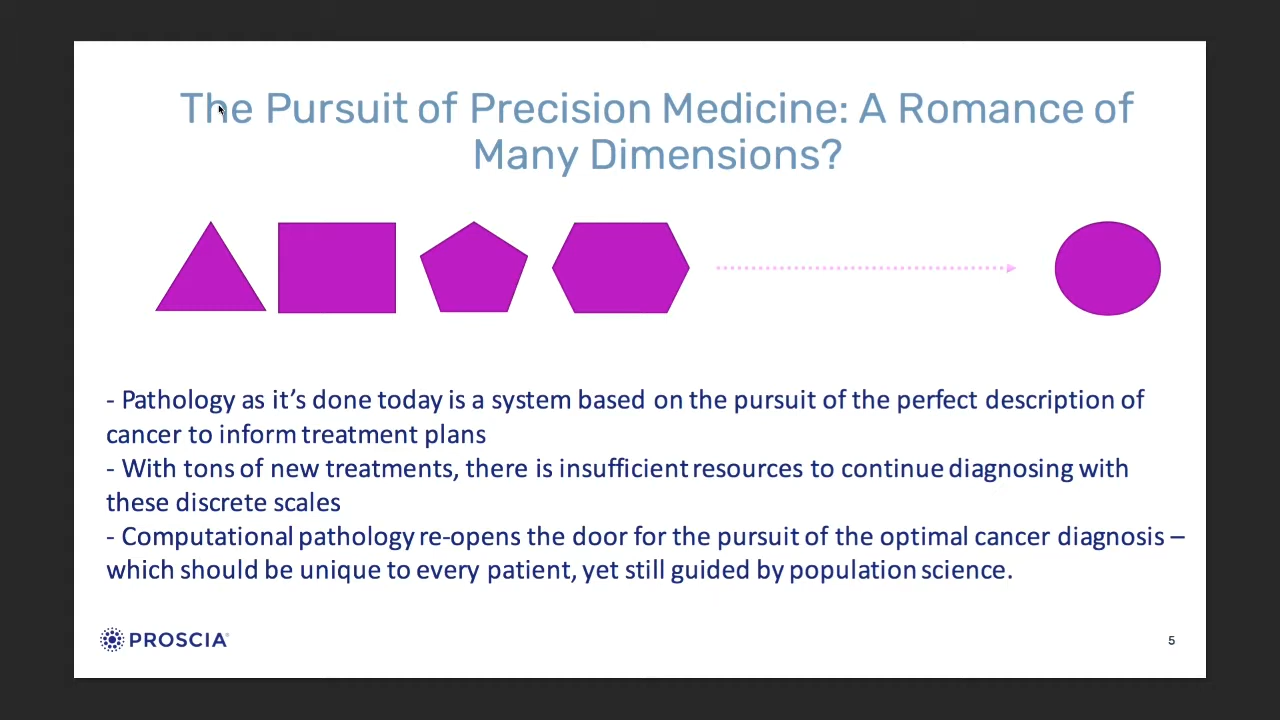 The Pursuit of Precision Medicine: A Romance of
Many Dimensions?
- Pathology as it’s done today is a system based on the pursuit of the perfect description of
cancer to inform treatment plans
- With tons of new treatments, there is insufficient resources to continue diagnosing with
these discrete scales
- Computational pathology re-opens the door for the pursuit of the optimal cancer diagnosis –
which should be unique to every patient, yet still guided by population science.
PROSCIA
5